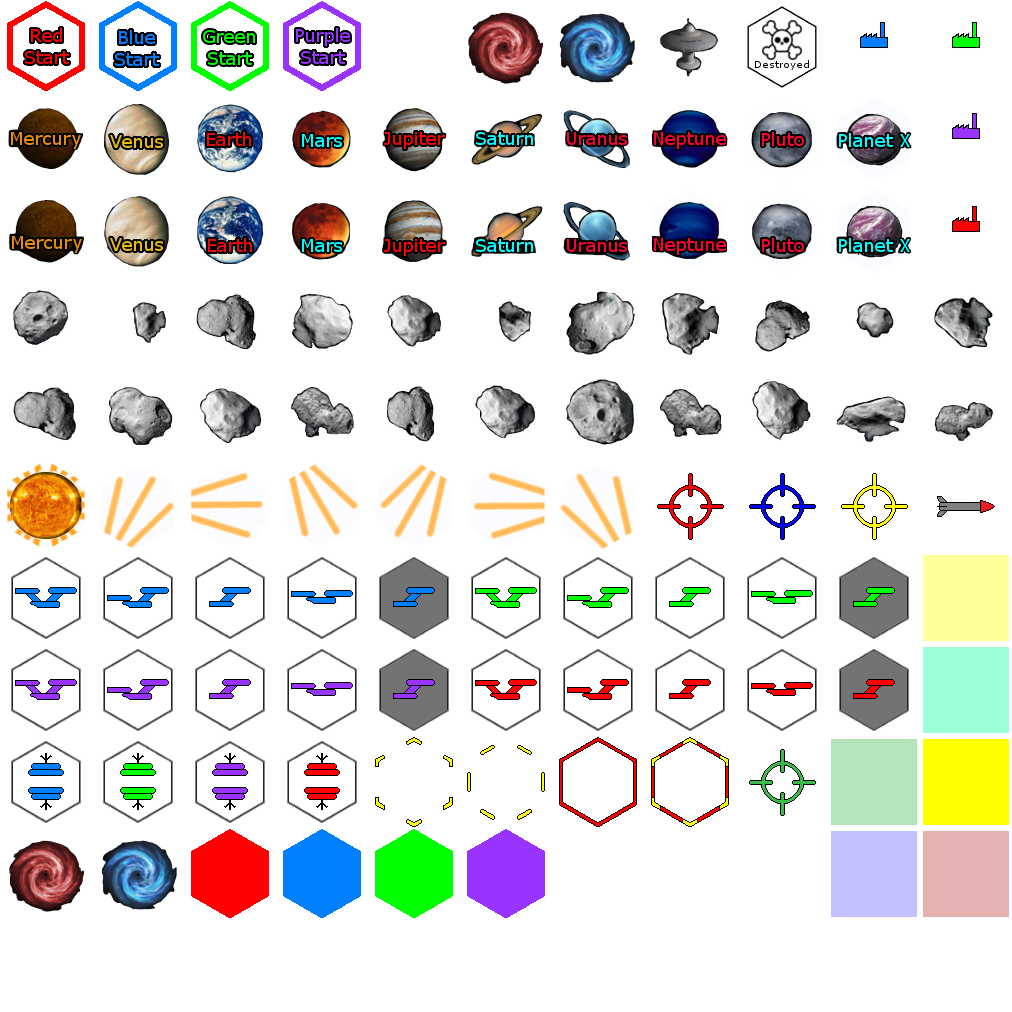 Red
Start
Blue
Start
Green
Start
Purple
Start
Destroyed
Mercury
Venus
Earth
Mars
Jupiter
Saturn
Uranus
Neptune
Pluto
Planet X
Mercury
Venus
Earth
Mars
Jupiter
Saturn
Uranus
Neptune
Pluto
Planet X